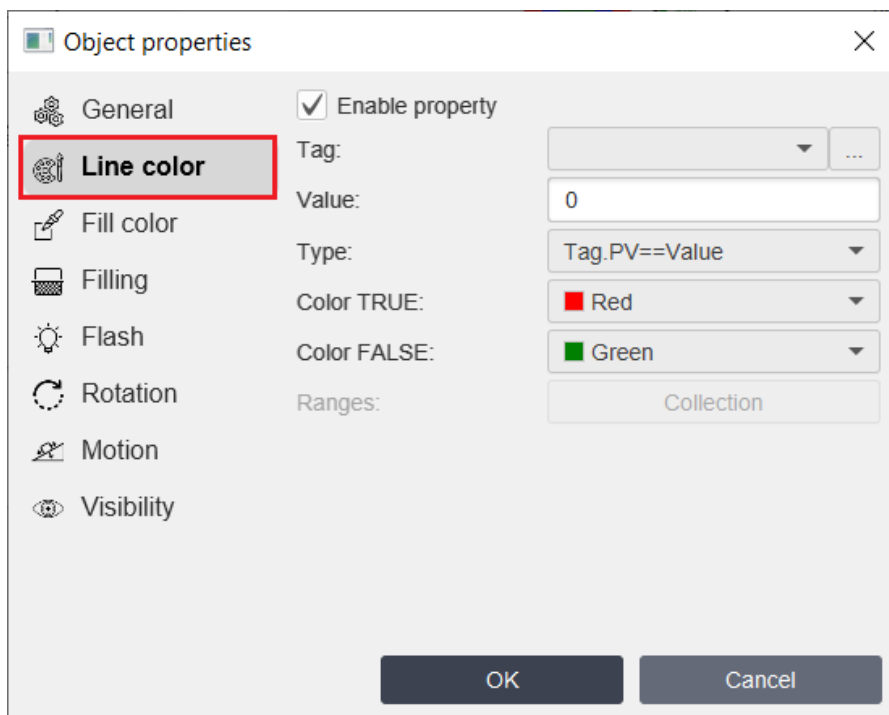 Object properties
General
Line color
Fill color
Filling
Flash
Rotation
Motion
Visibility
Enable property
Tag:
...
Value:
0
Type:
Tag.PV==Value
Color TRUE:
Red
Color FALSE:
Green
Ranges:
Collection
OK
Cancel